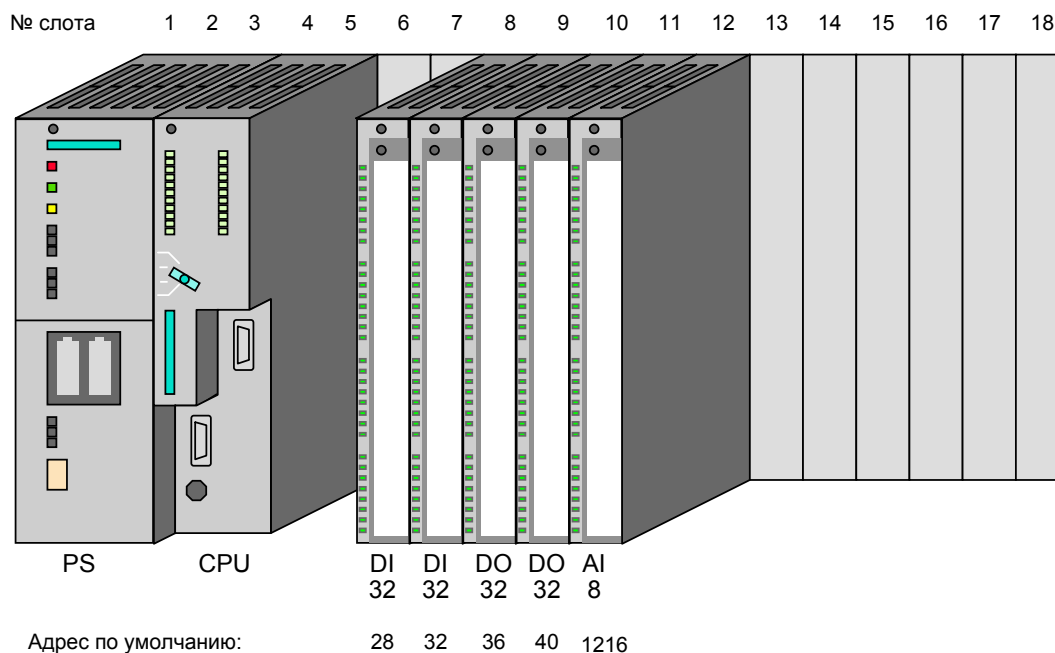 № слота 1 2 3 4 5 6 7 8 9 10 11 12 13 14 15 16 17 18
PS CPU DI DI DO DO AI
32 32 32 32 8
Адрес по умолчанию: 28 32 36 40 1216